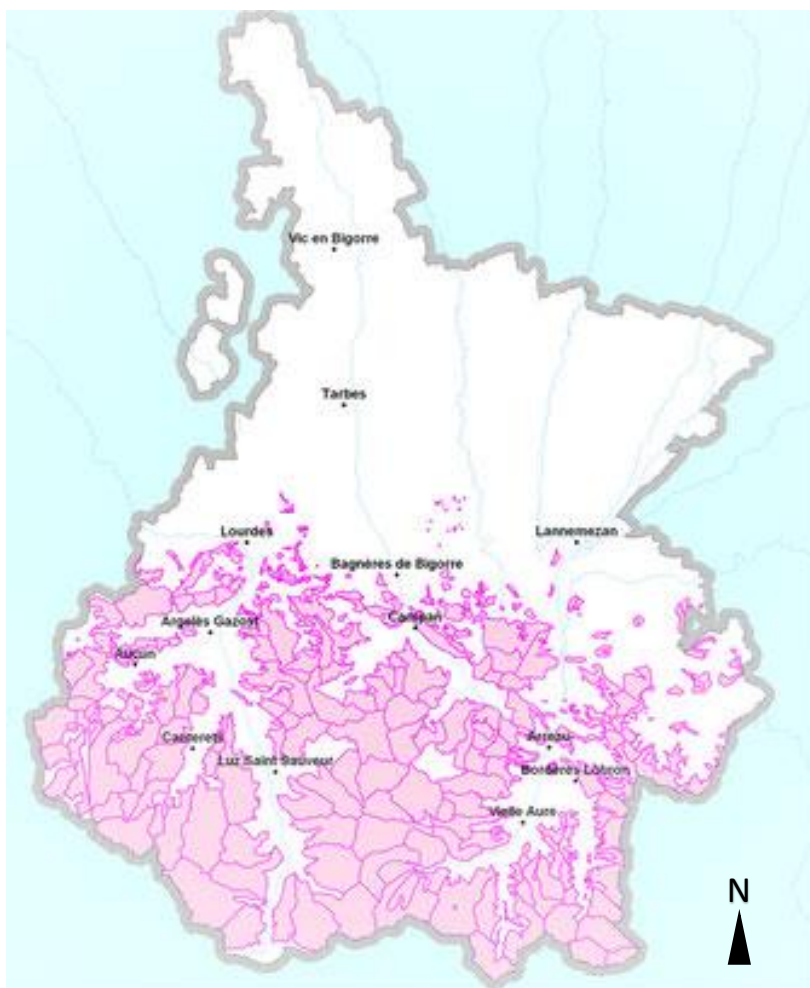 Vic en Bigorre
Tarbes
Lourdes
Lannemezan
Bagnères de Bigorre
Argelès Gazost
Campan
Aucun
Cauterets
Arreau
Luz Saint Sauveur
Bordères Loudron
Vielle Aure
N